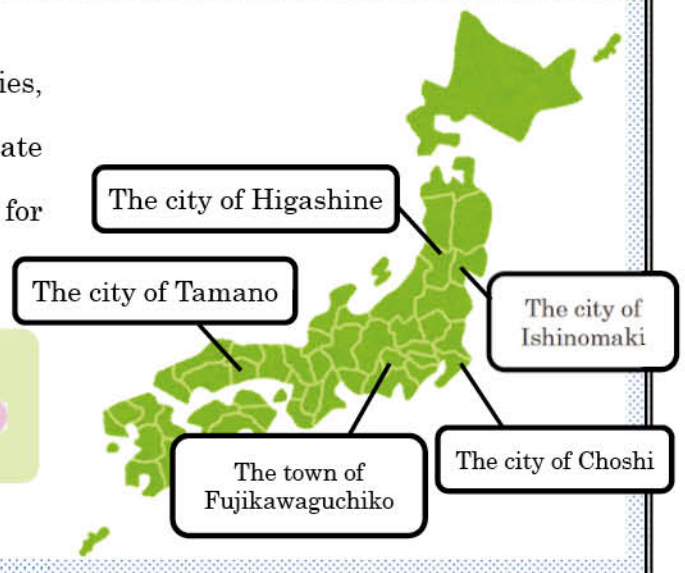 ies,
ate
for
The city of Higashine
The city of Tamano
The city of
Ishinomaki
The town of
Fujikawaguchiko
The city of Choshi